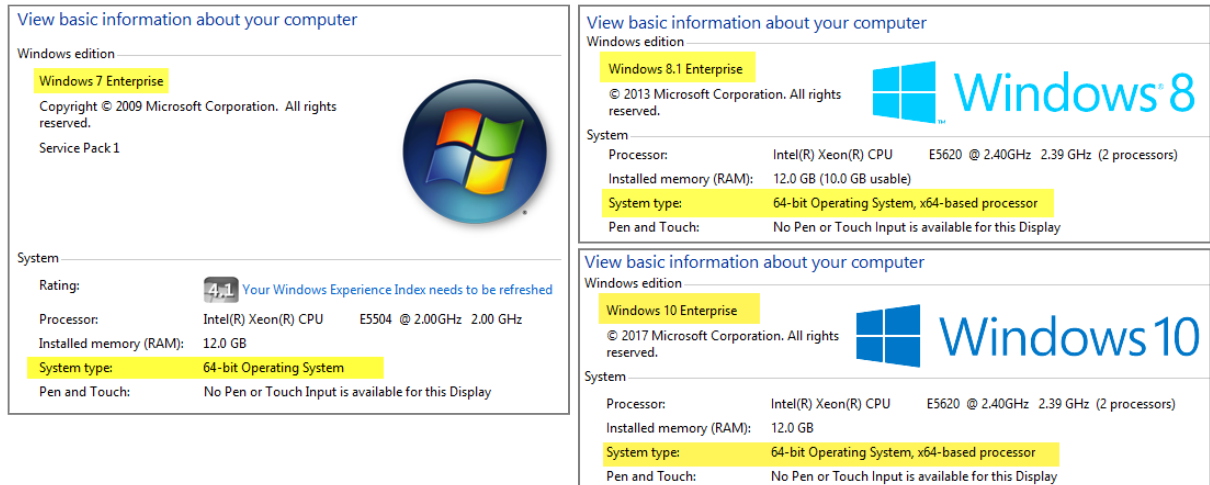 View basic information about your computer
Windows edition
Windows 7 Enterprise
Copyright © 2009 Microsoft Corporation. All rights
reserved.
Service Pack 1
System
Rating:
4,1 Your Windows Experience Index needs to be refreshed
Processor: Intel(R) Xeon(R) CPU E5504 @ 2.00GHz 2.00 GHz
Installed memory (RAM): 12.0 GB
System type: 64-bit Operating System
Pen and Touch: No Pen or Touch Input is available for this Display
View basic information about your computer
Windows edition
Windows 8.1 Enterprise
© 2013 Microsoft Corporation. All rights
reserved.
Windows 8
System
Processor: Intel(R) Xeon(R) CPU E5620 @ 2.40GHz 2.39 GHz (2 processors)
Installed memory (RAM): 12.0 GB (10.0 GB usable)
System type: 64-bit Operating System, x64-based processor
Pen and Touch: No Pen or Touch Input is available for this Display
View basic information about your computer
Windows edition
Windows 10 Enterprise
© 2017 Microsoft Corporation. All rights
reserved.
Windows 10
System
Processor: Intel(R) Xeon(R) CPU E5620 @ 2.40GHz 2.39 GHz (2 processors)
Installed memory (RAM): 12.0 GB
System type: 64-bit Operating System, x64-based processor
Pen and Touch: No Pen or Touch Input is available for this Display